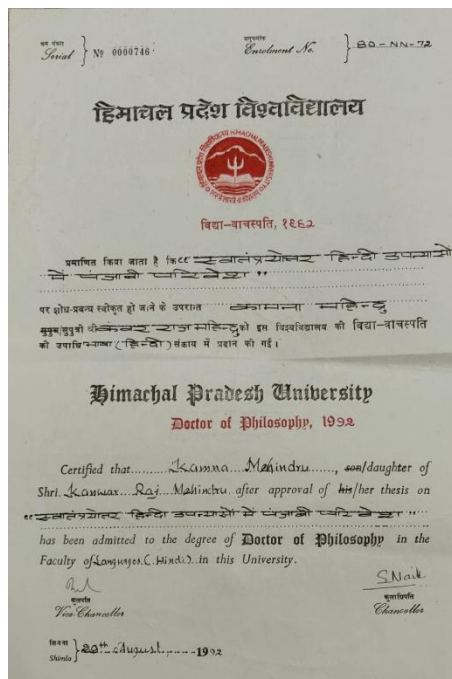 क्रम संख्या
Serial } Nº 0000746
Enrolment No. } 80-NN-72
हिमाचल प्रदेश विश्वविद्यालय
विद्या-वाचस्पति, १९६२
प्रमाणित किया जाता है कि "स्वातंत्र्योत्तर हिन्दी उपन्यासों
में पंजाबी परिवेश"
पर शोध-प्रबन्ध स्वीकृत हो जाने के उपरान्त कामना महिन्द्रु
सुपुत्र/सुपुत्री श्री कंवर राज महिन्द्रु को इस विश्वविद्यालय की विद्या-वाचस्पति
की उपाधि भाषा (हिन्दी) संकाय में प्रदान की गई।
Himachal Pradesh University
Doctor of Philosophy, 1992
Certified that Kamna Mehindru, son/daughter of
Shri Kanwar Raj Mehindru after approval of his/her thesis on
"स्वातंत्र्योत्तर हिन्दी उपन्यासों में पंजाबी परिवेश"
has been admitted to the degree of Doctor of Philosophy in the
Faculty of Languages (Hindi) in this University.
S. Naik
कुलपति
Vice-Chancellor
कुलाधिपति
Chancellor
शिमला
Shimla } 20th August 1992